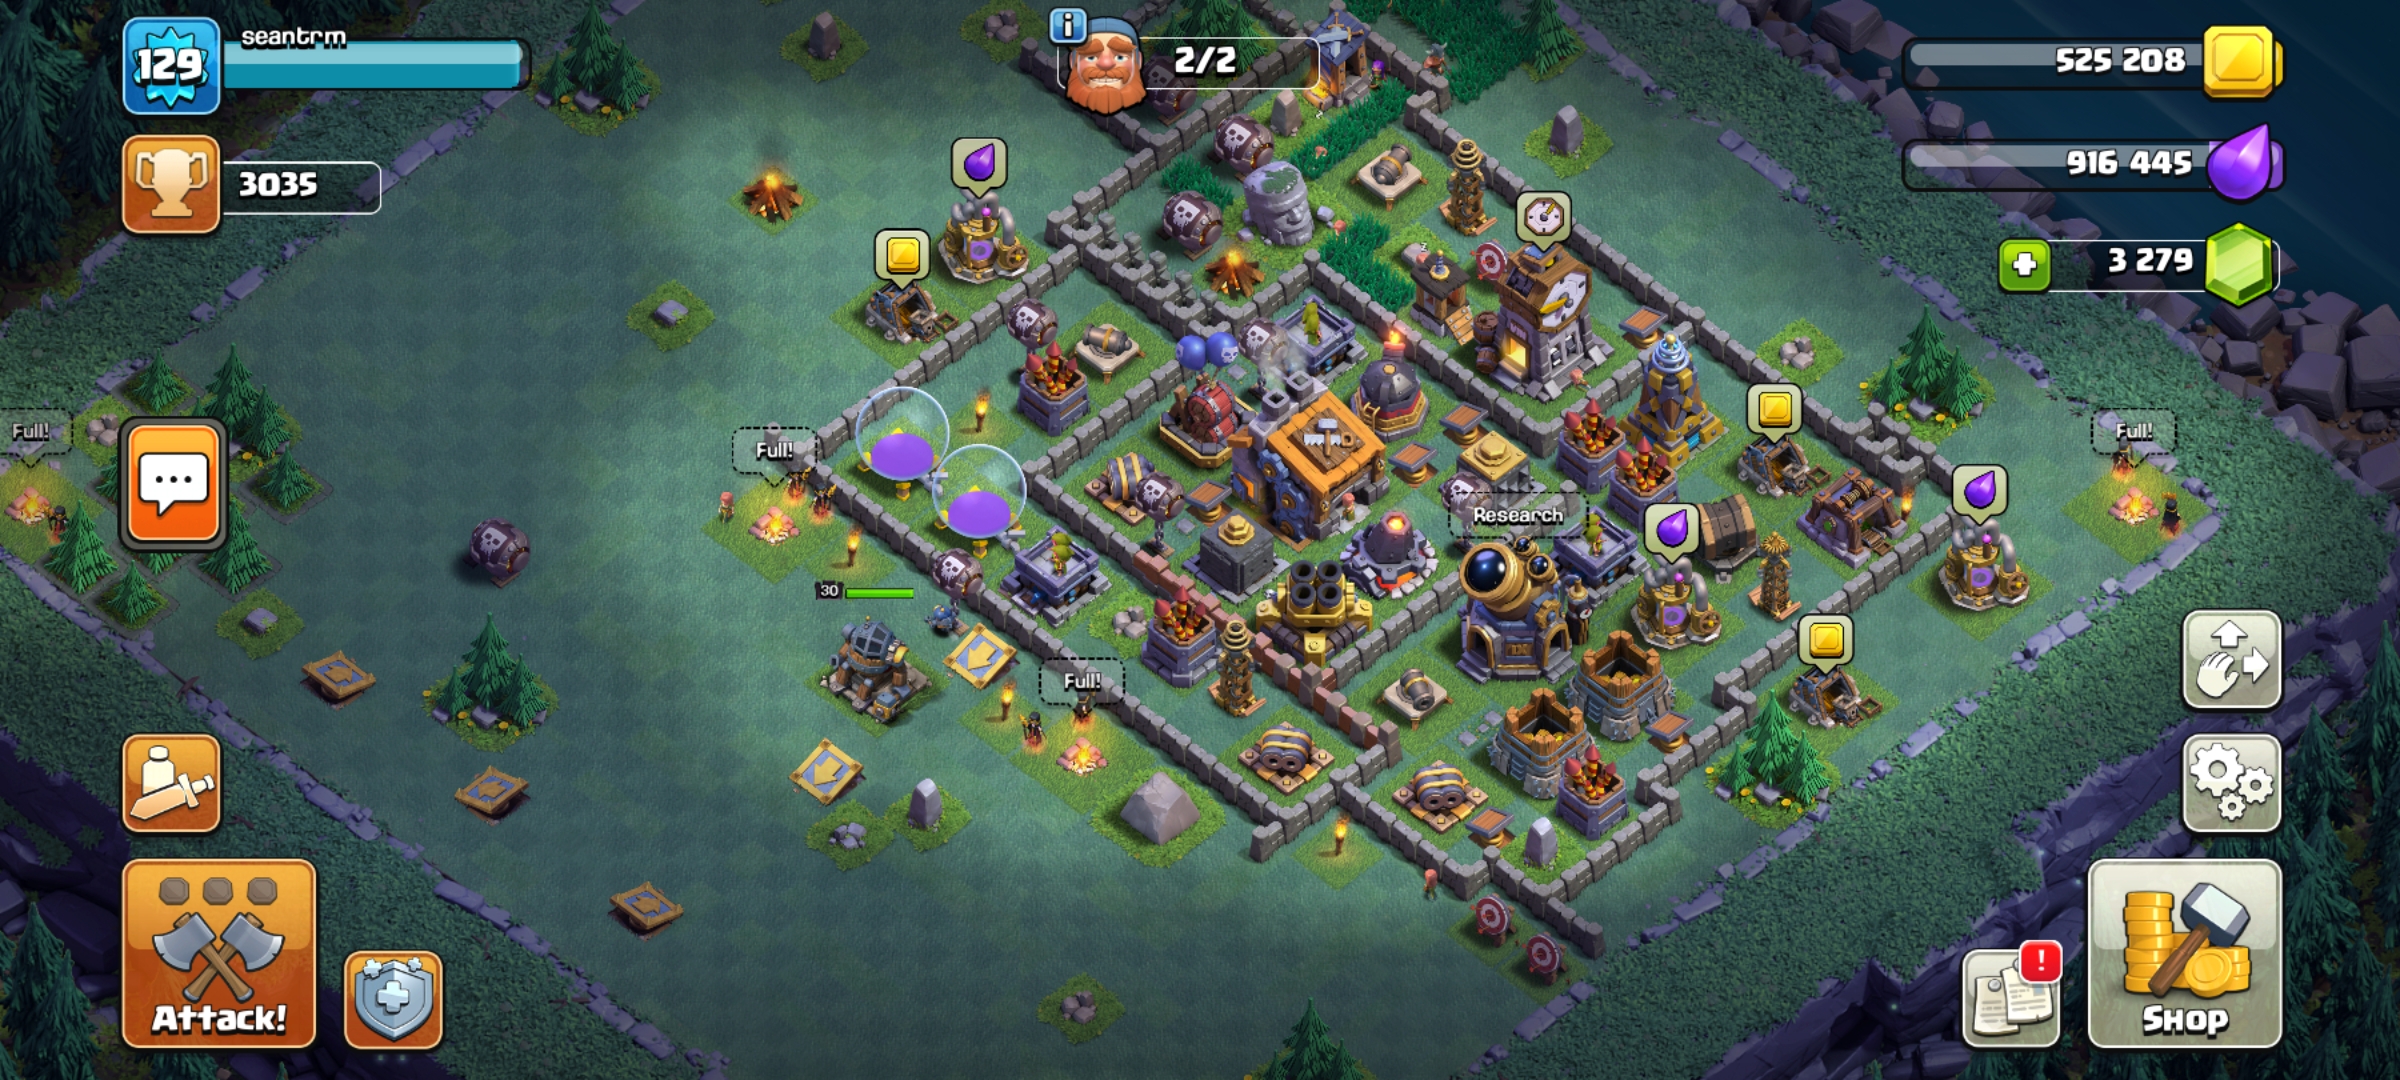 129
seantrm
3035
i
2/2
525 208
916 445
3 279
Full!
Full!
Full!
Research
30
Full!
Attack!
!
Shop